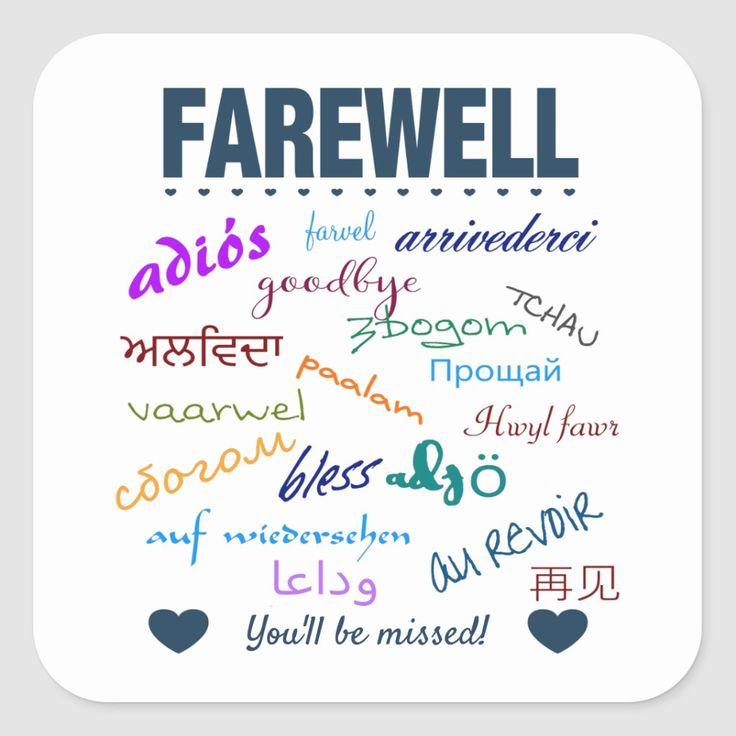 FAREWELL
adiós
farvel
arrivederci
goodbye
TCHAU
збogom
ਅਲਵਿਦਾ
paalam
Прощай
vaarwel
Hwyl fawr
сбогом
bless
adjö
auf wiedersehen
au revoir
وداعا
再见
You'll be missed!